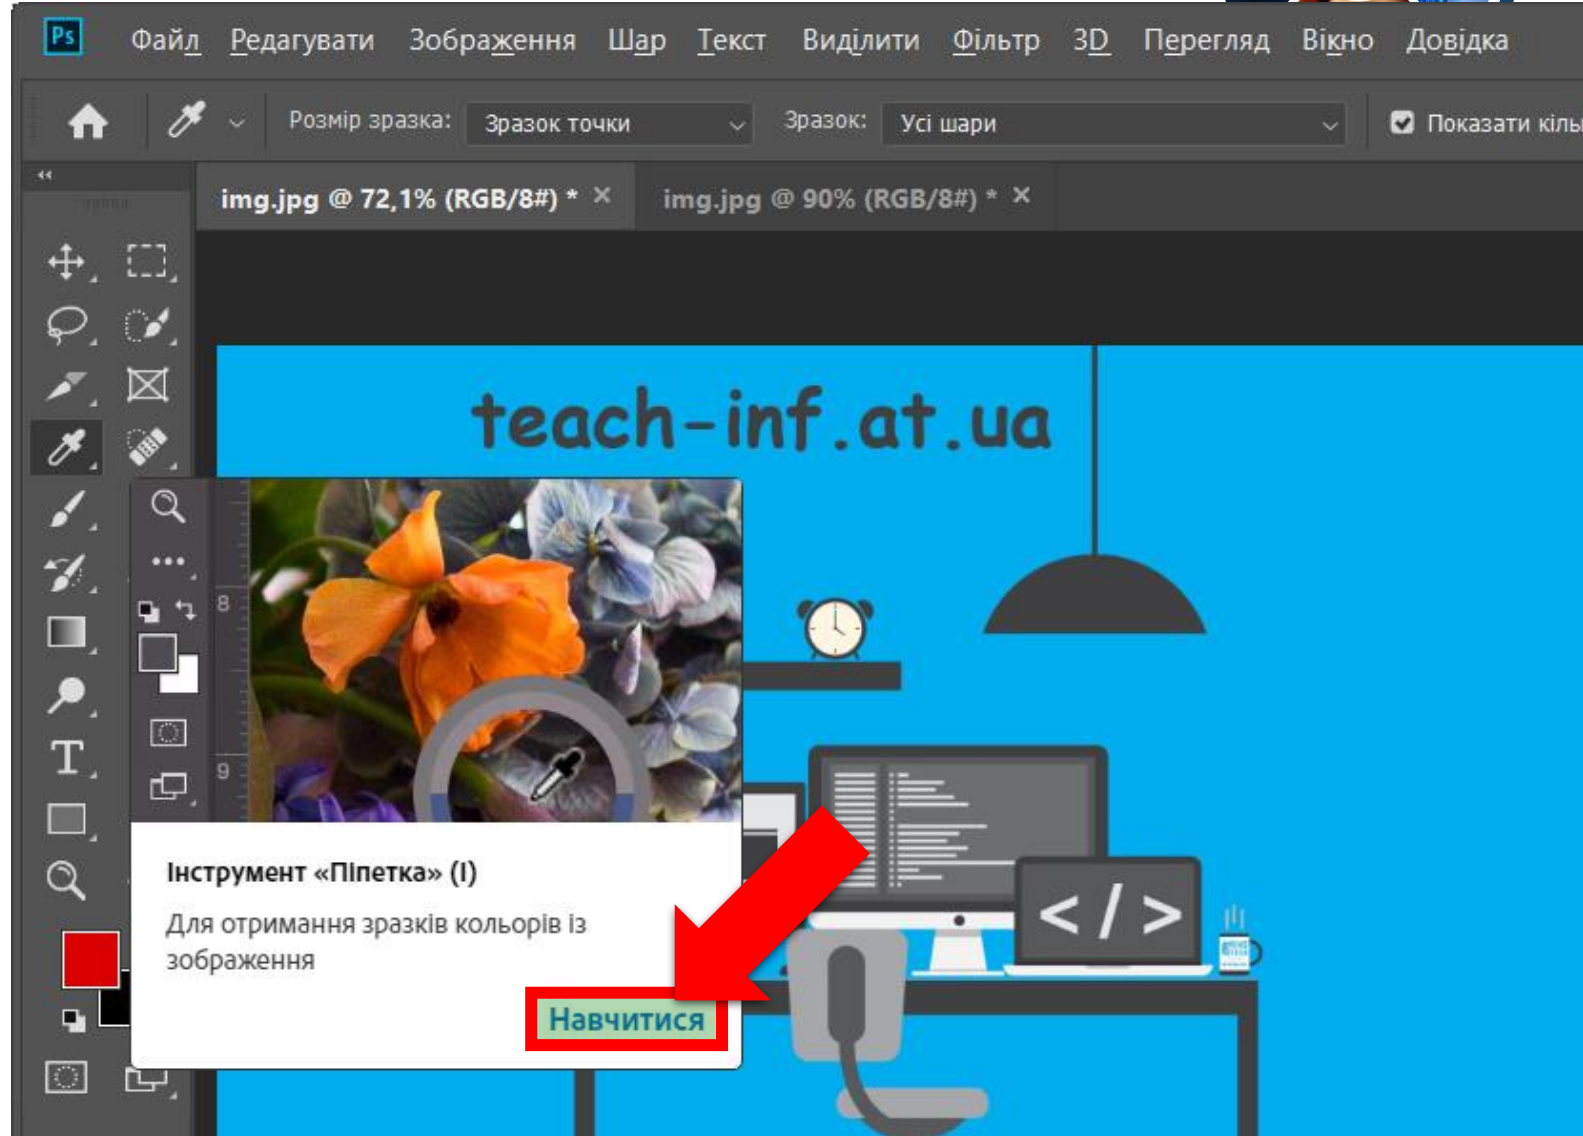 Ps Файл Редагувати Зображення Шар Текст Виділити Фільтр 3D Перегляд Вікно Довідка
Розмір зразка: Зразок точки Зразок: Усі шари Показати кіль
img.jpg @ 72,1% (RGB/8#) * × img.jpg @ 90% (RGB/8#) * ×
teach-inf.at.ua
8
9
</>
Інструмент «Піпетка» (I)
Для отримання зразків кольорів із
зображення
Навчитися